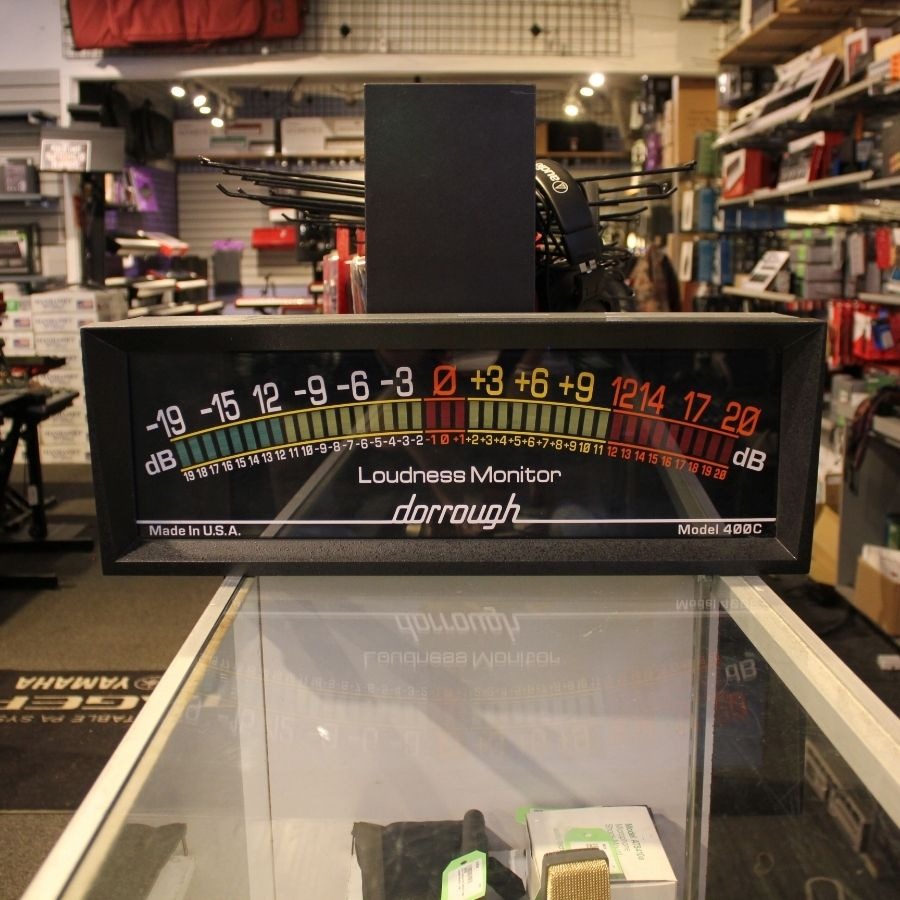 -19 -15 12 -9 -6 -3 Ø +3 +6 +9 12 14 17 20
dB 19 18 17 16 15 14 13 12 11 10 -9 -8 -7 -6 -5 -4 -3 -2 -1 0 +1 +2 +3 +4 +5 +6 +7 +8 +9 10 11 12 13 14 15 16 17 18 19 20 dB
Loudness Monitor
dorrough
Made In U.S.A.
Model 400C
YAMAHA